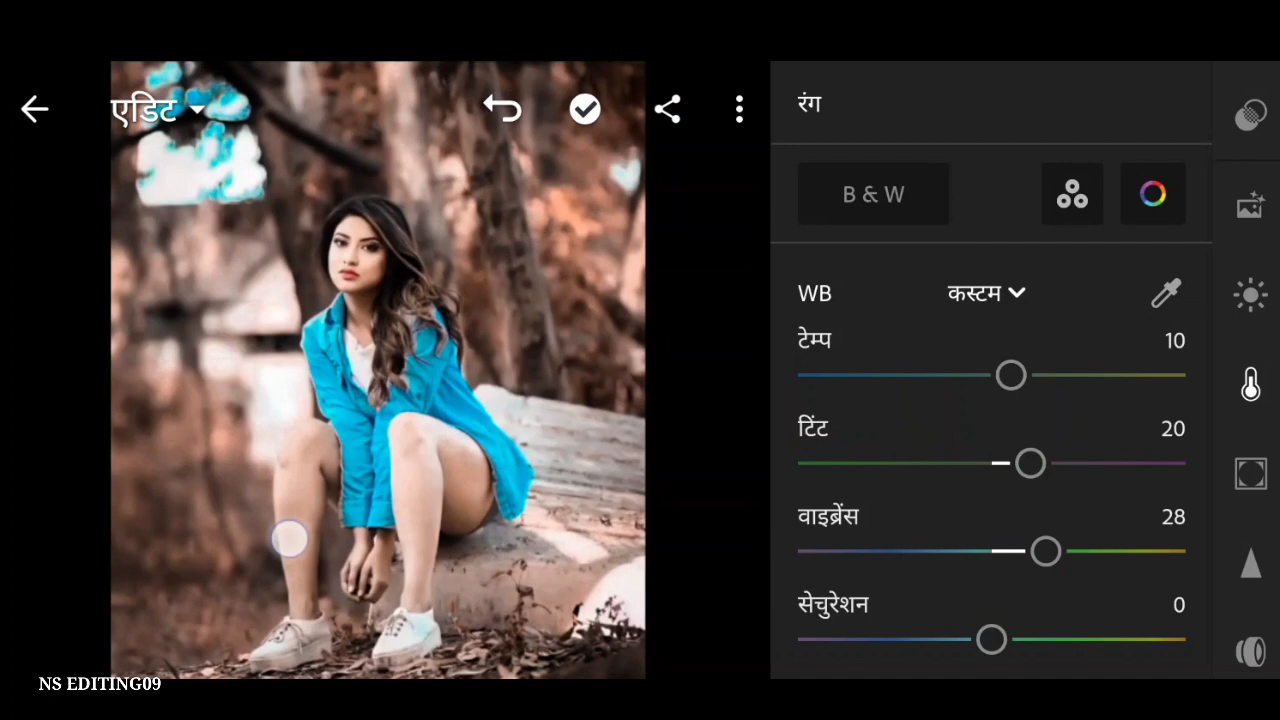 एडिट
रंग
B & W
WB कस्टम
टेम्प 10
टिंट 20
वाइब्रेंस 28
सेचुरेशन 0
NS EDITING09